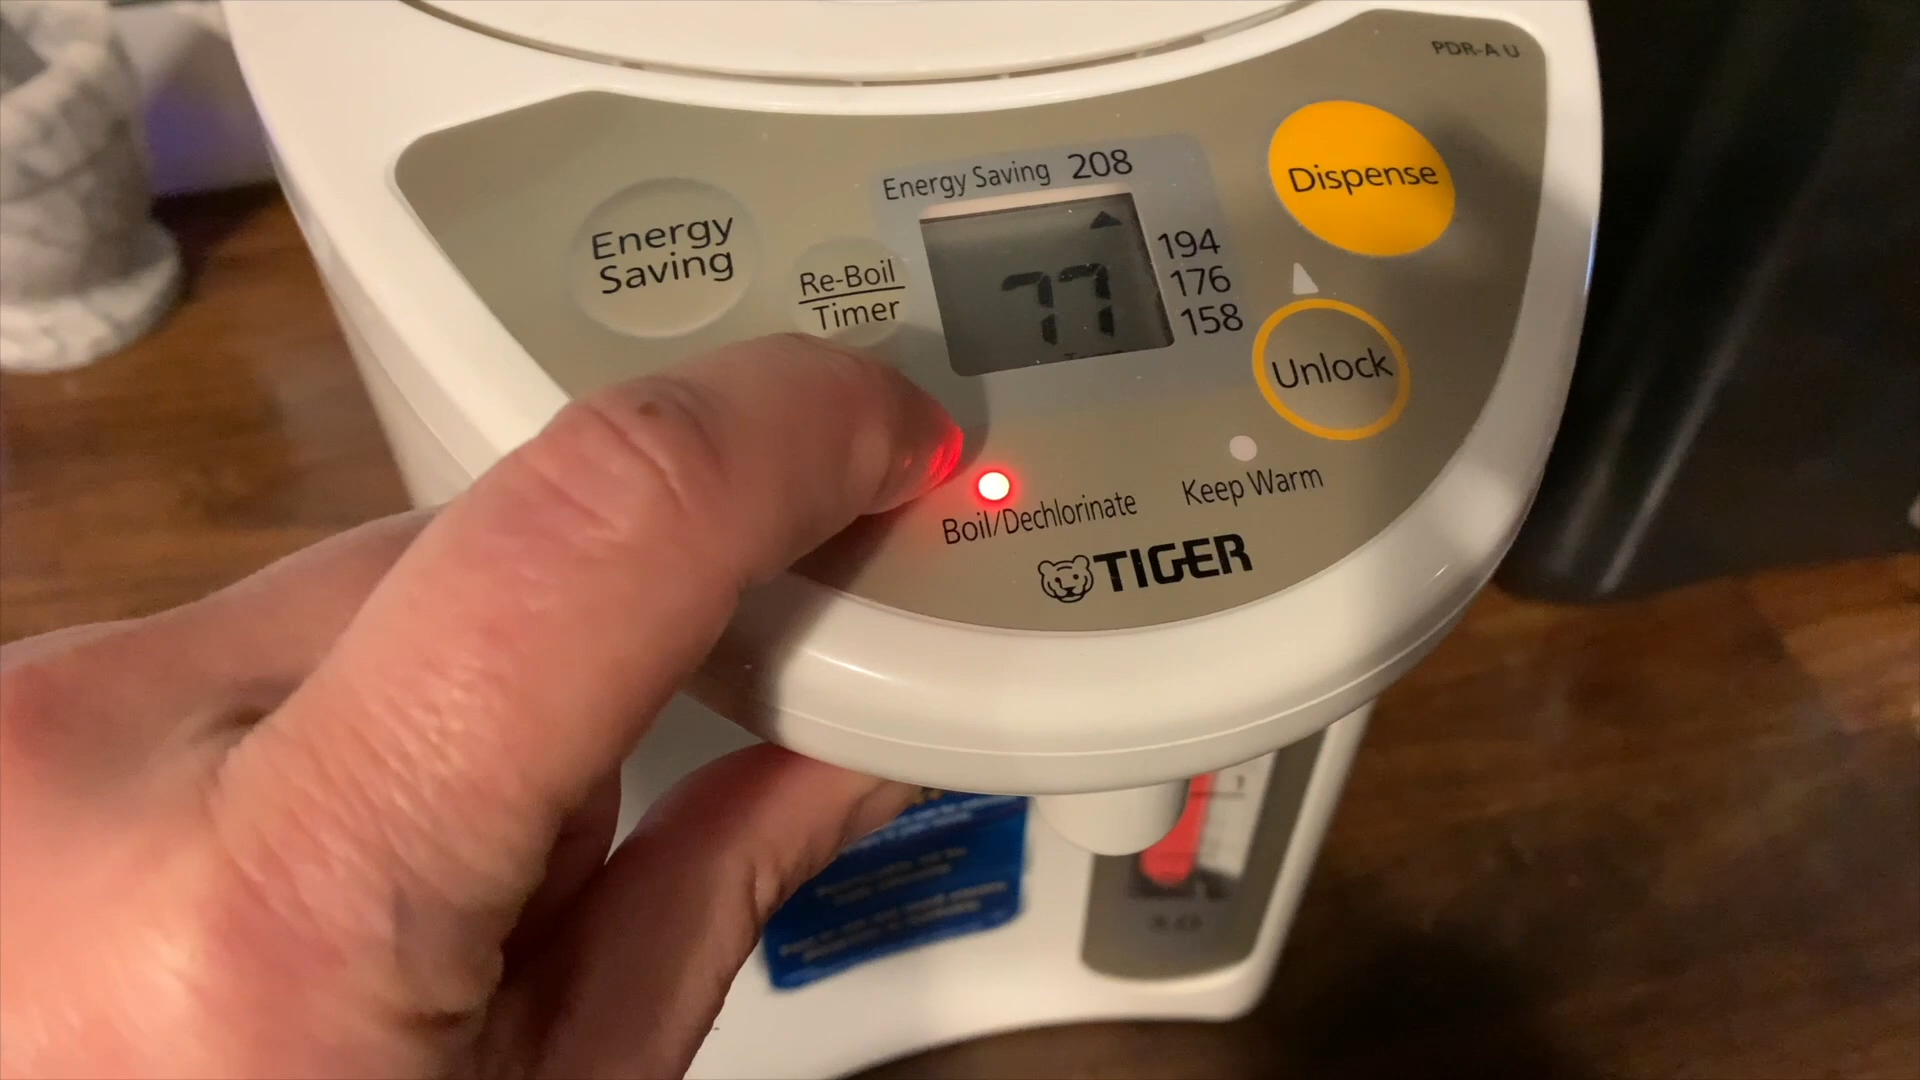 PDR-A U
Energy Saving 208
Dispense
Energy
Saving
Re-Boil
Timer
77
194
176
158
Unlock
Boil/Dechlorinate
Keep Warm
TIGER